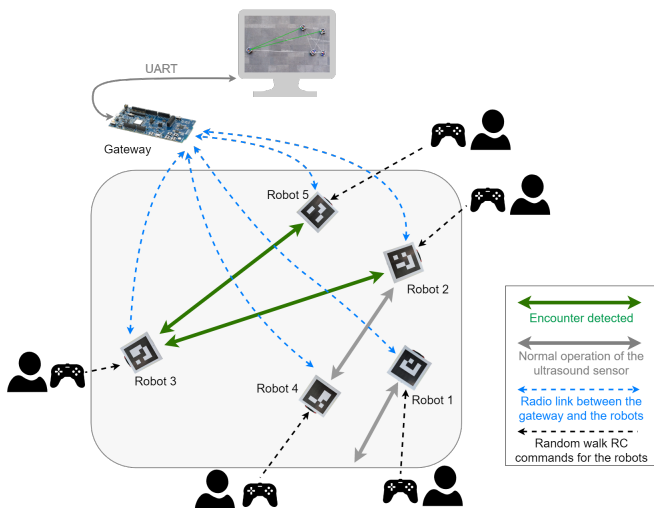 UART
Gateway
Robot 5
Robot 2
Robot 3
Robot 4
Robot 1
Encounter detected
Normal operation of the
ultrasound sensor
Radio link between the
gateway and the robots
Random walk RC
commands for the robots